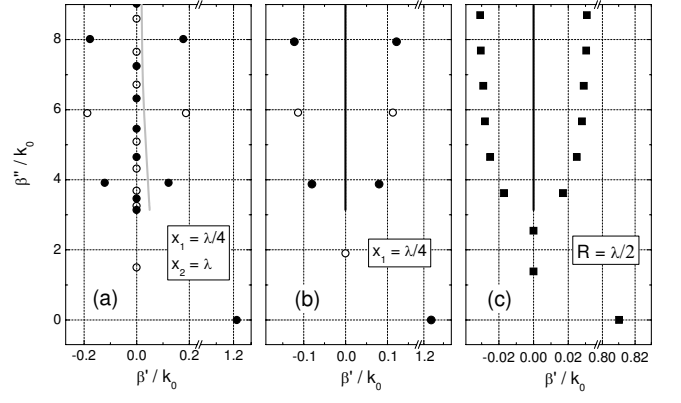 8
6
4
2
0
β'' / k₀
x₁ = λ/4
x₂ = λ
x₁ = λ/4
R = λ/2
(a)
(b)
(c)
-0.2 0.0 0.2 1.2
-0.1 0.0 0.1 1.2
-0.02 0.00 0.02 0.80 0.82
β' / k₀
β' / k₀
β' / k₀